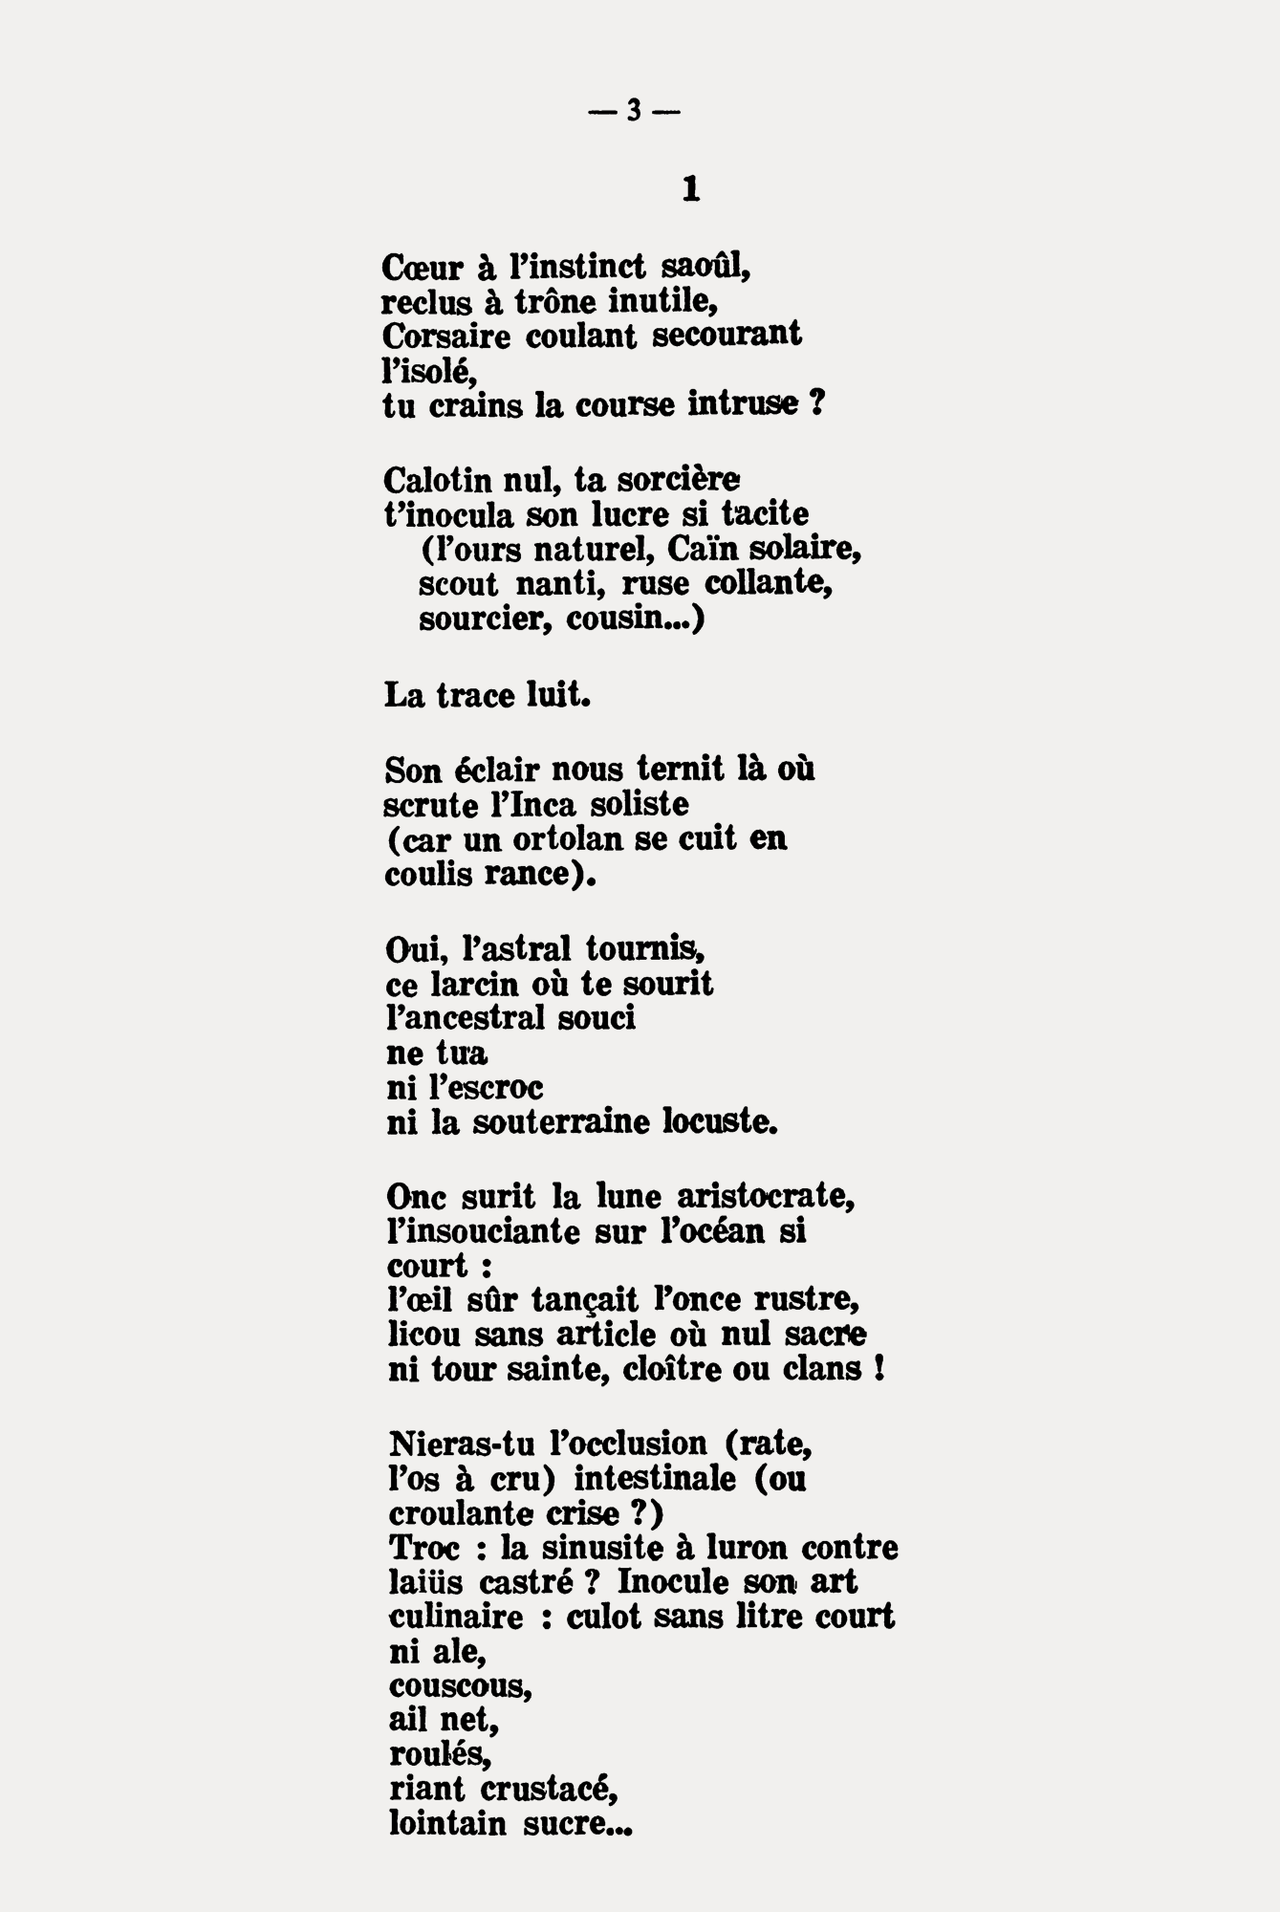 — 3 —
1
Cœur à l'instinct saoûl,
reclus à trône inutile,
Corsaire coulant secourant
l'isolé,
tu crains la course intruse ?
Calotin nul, ta sorcière
t'inocula son lucre si tacite
(l'ours naturel, Caïn solaire,
scout nanti, ruse collante,
sourcier, cousin...)
La trace luit.
Son éclair nous ternit là où
scrute l'Inca soliste
(car un ortolan se cuit en
coulis rance).
Oui, l'astral tournis,
ce larcin où te sourit
l'ancestral souci
ne tua
ni l'escroc
ni la souterraine locuste.
Onc surit la lune aristocrate,
l'insouciante sur l'océan si
court :
l'œil sûr tançait l'once rustre,
licou sans article où nul sacre
ni tour sainte, cloître ou clans !
Nieras-tu l'occlusion (rate,
l'os à cru) intestinale (ou
croulante crise ?)
Troc : la sinusite à luron contre
laiüs castré ? Inocule son art
culinaire : culot sans litre court
ni ale,
couscous,
ail net,
roulés,
riant crustacé,
lointain sucre...